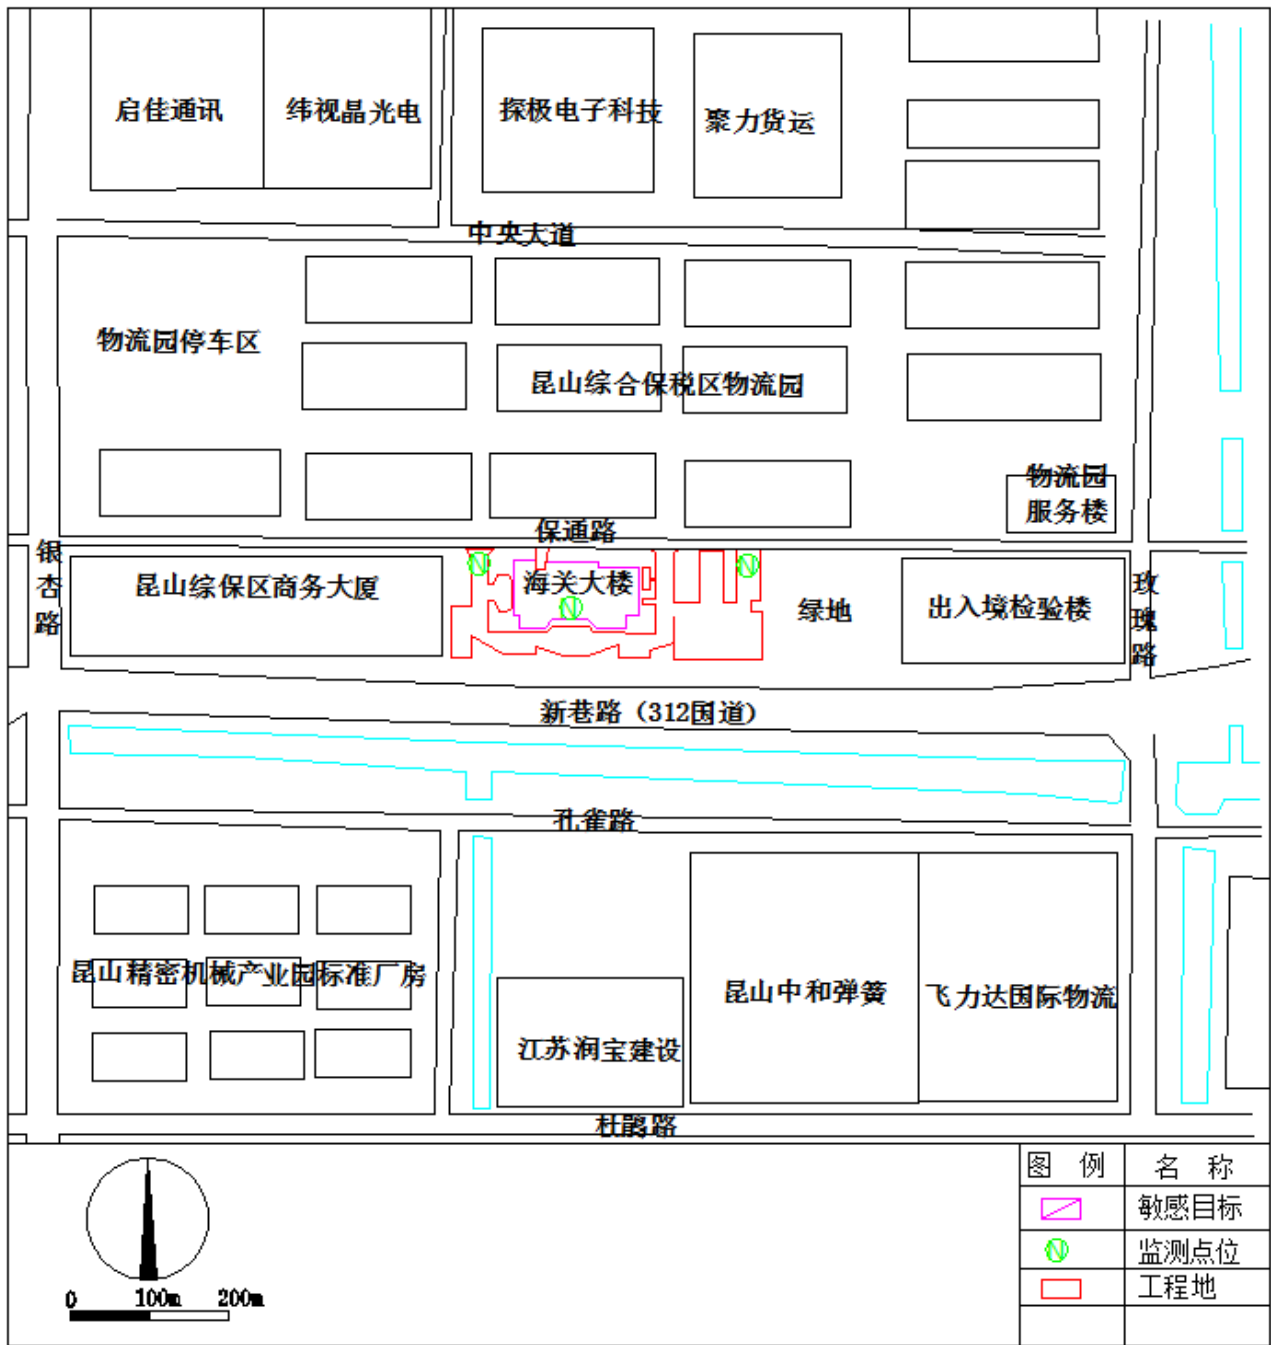 启佳通讯
纬视晶光电
探极电子科技
聚力货运
中央大道
物流园停车区
昆山综合保税区物流园
物流园
服务楼
保通路
银杏路
昆山综保区商务大厦
海关大楼
N
N
N
绿地
出入境检验楼
玫瑰路
新巷路（312国道）
孔雀路
昆山精密机械产业园标准厂房
江苏润宝建设
昆山中和弹簧
飞力达国际物流
杜鹃路
0 100m 200m
图 例 名 称
敏感目标
N 监测点位
工程地